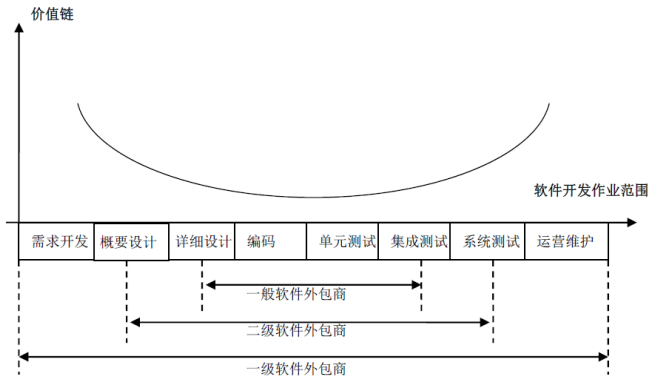 价值链
软件开发作业范围
需求开发 概要设计 详细设计 编码 单元测试 集成测试 系统测试 运营维护
一般软件外包商
二级软件外包商
一级软件外包商